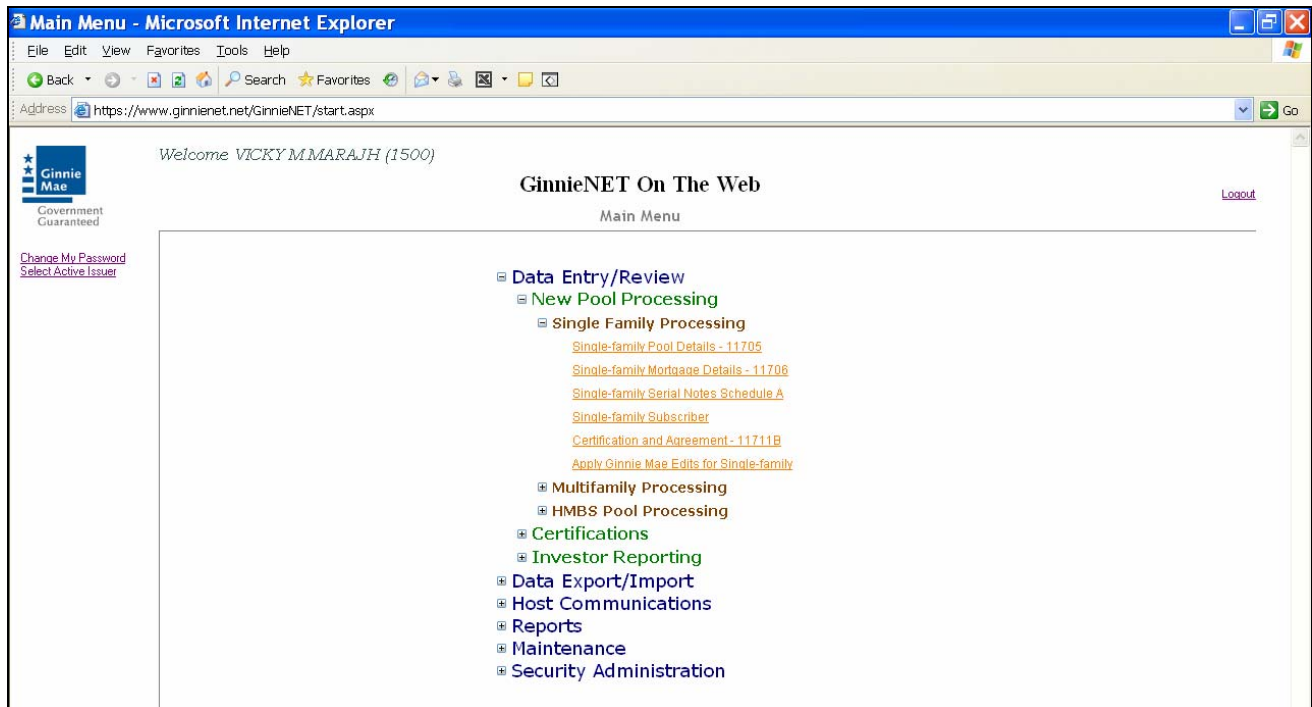 Main Menu - Microsoft Internet Explorer
File Edit View Favorites Tools Help
Back Search Favorites
Address https://www.ginnienet.net/GinnieNET/start.aspx Go
Welcome VICKY M.MARAJH (1500)
Ginnie
Mae
Government
Guaranteed
GinnieNET On The Web
Logout
Main Menu
Change My Password
Select Active Issuer
Data Entry/Review
New Pool Processing
Single Family Processing
Single-family Pool Details - 11705
Single-family Mortgage Details - 11706
Single-family Serial Notes Schedule A
Single-family Subscriber
Certification and Agreement - 11711B
Apply Ginnie Mae Edits for Single-family
Multifamily Processing
HMBS Pool Processing
Certifications
Investor Reporting
Data Export/Import
Host Communications
Reports
Maintenance
Security Administration